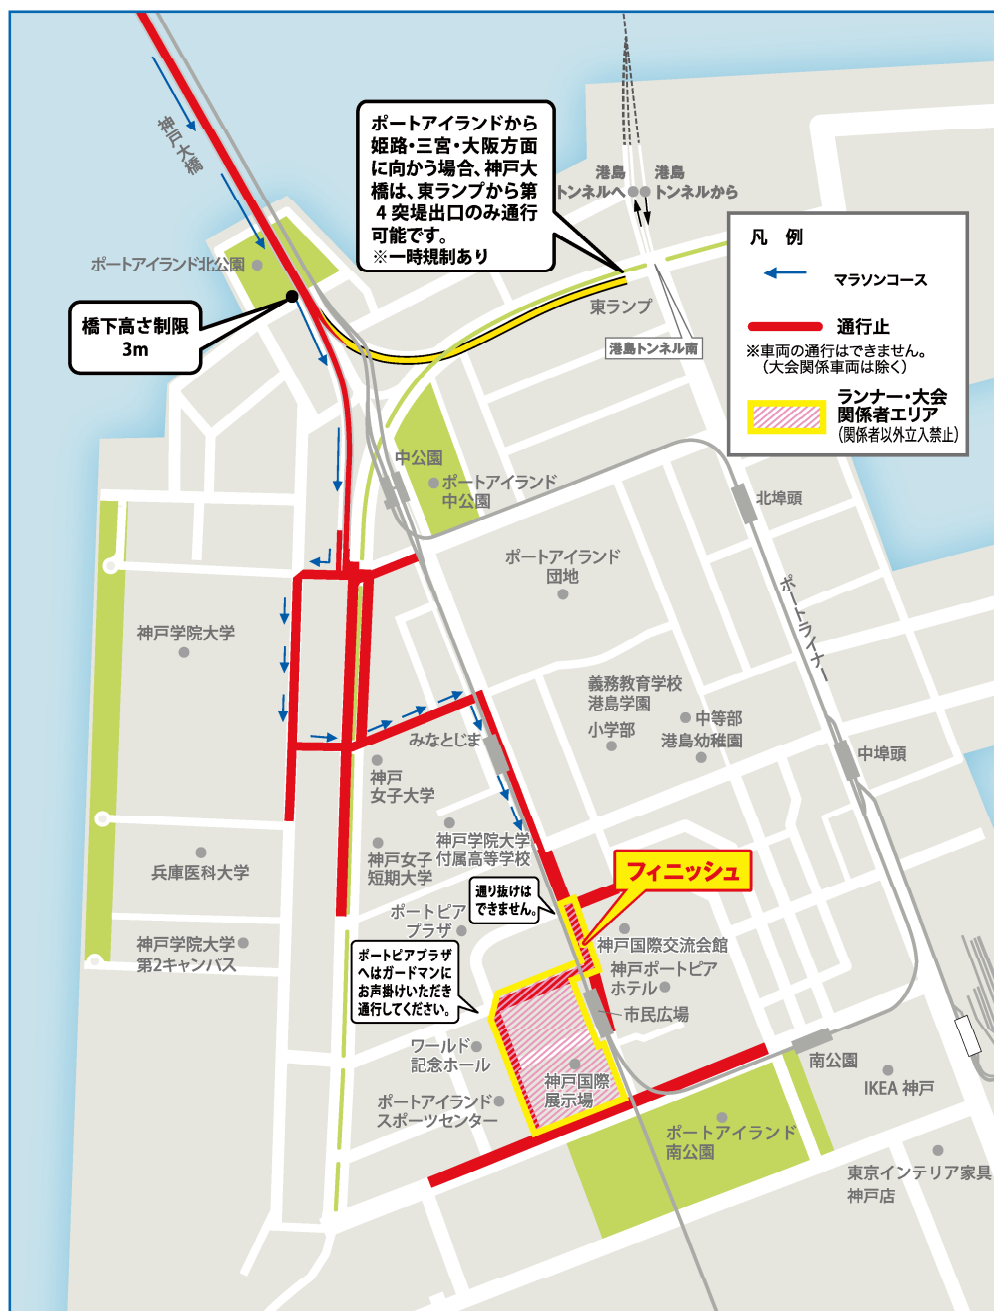 神戸大橋
ポートアイランドから
姫路・三宮・大阪方面
に向かう場合、神戸大
橋は、東ランプから第
4 突堤出口のみ通行
可能です。
※一時規制あり
港島
トンネルへ
港島
トンネルから
ポートアイランド北公園
橋下高さ制限
3m
東ランプ
港島トンネル南
凡 例
マラソンコース
通行止
※車両の通行はできません。
（大会関係車両は除く）
ランナー・大会
関係者エリア
（関係者以外立入禁止）
中公園
ポートアイランド
中公園
北埠頭
ポートアイランド
団地
ポートライナー
神戸学院大学
義務教育学校
港島学園
小学部
中等部
港島幼稚園
みなとじま
中埠頭
神戸
女子大学
神戸学院大学
付属高等学校
神戸女子
短期大学
兵庫医科大学
フィニッシュ
通り抜けは
できません。
ポートピア
プラザ
神戸学院大学
第2キャンパス
神戸国際交流会館
ポートピアプラザ
へはガードマンに
お声掛けいただき
通行してください。
神戸ポートピア
ホテル
市民広場
ワールド
記念ホール
南公園
神戸国際
展示場
IKEA 神戸
ポートアイランド
スポーツセンター
ポートアイランド
南公園
東京インテリア家具
神戸店